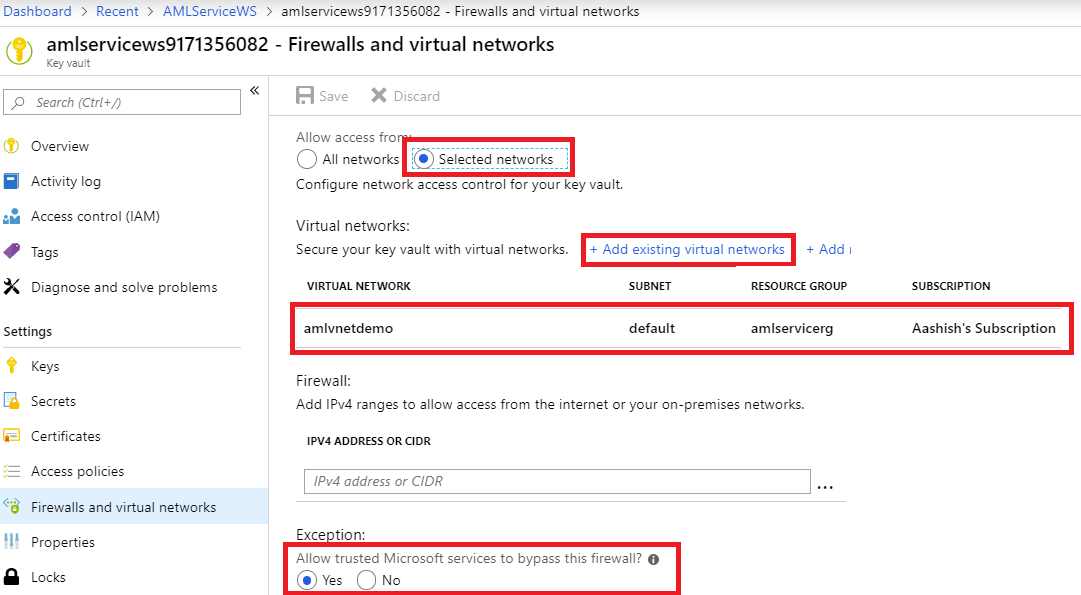 Dashboard > Recent > AMLServiceWS > amlservicews9171356082 - Firewalls and virtual networks
amlservicews9171356082 - Firewalls and virtual networks
Key vault
Search (Ctrl+/)
«
Overview
Activity log
Access control (IAM)
Tags
Diagnose and solve problems
Settings
Keys
Secrets
Certificates
Access policies
Firewalls and virtual networks
Properties
Locks
Save Discard
Allow access from:
All networks Selected networks
Configure network access control for your key vault.
Virtual networks:
Secure your key vault with virtual networks. + Add existing virtual networks + Add
VIRTUAL NETWORK SUBNET RESOURCE GROUP SUBSCRIPTION
amlvnetdemo default amlservicerg Aashish's Subscription
Firewall:
Add IPv4 ranges to allow access from the internet or your on-premises networks.
IPV4 ADDRESS OR CIDR
IPv4 address or CIDR ...
Exception:
Allow trusted Microsoft services to bypass this firewall?
Yes No